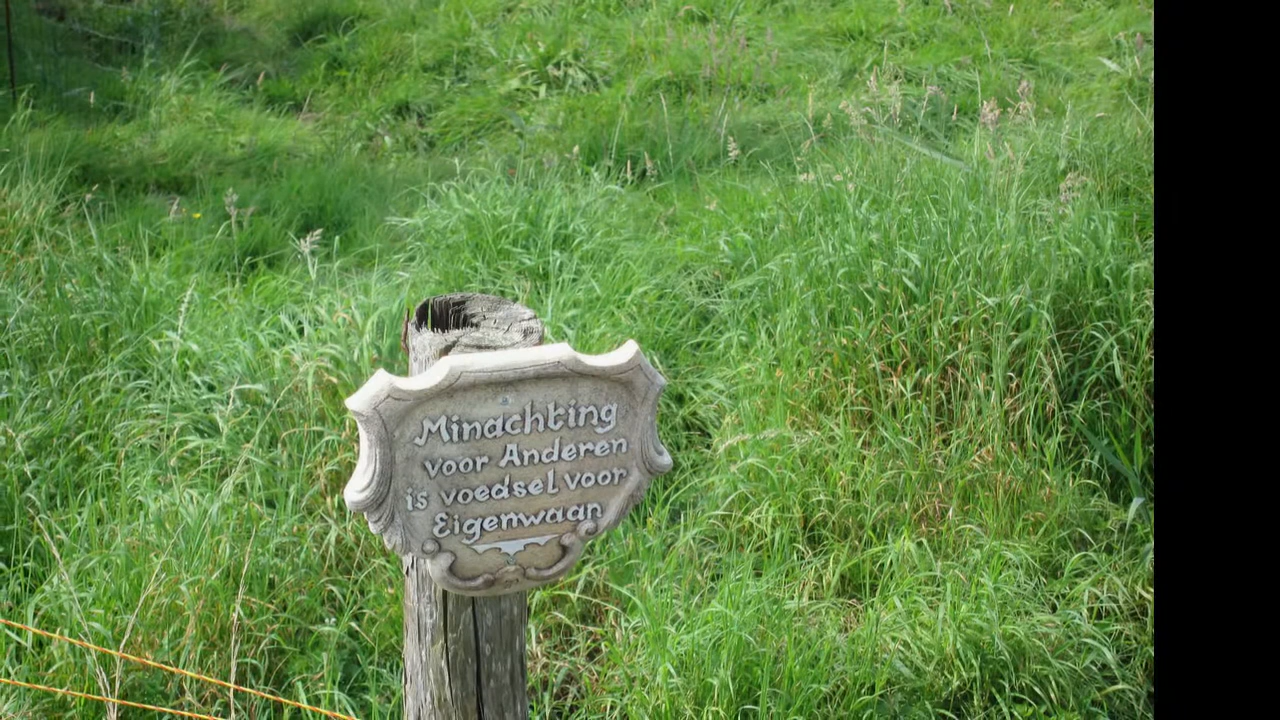 Minachting
voor Anderen
is voedsel voor
Eigenwaan